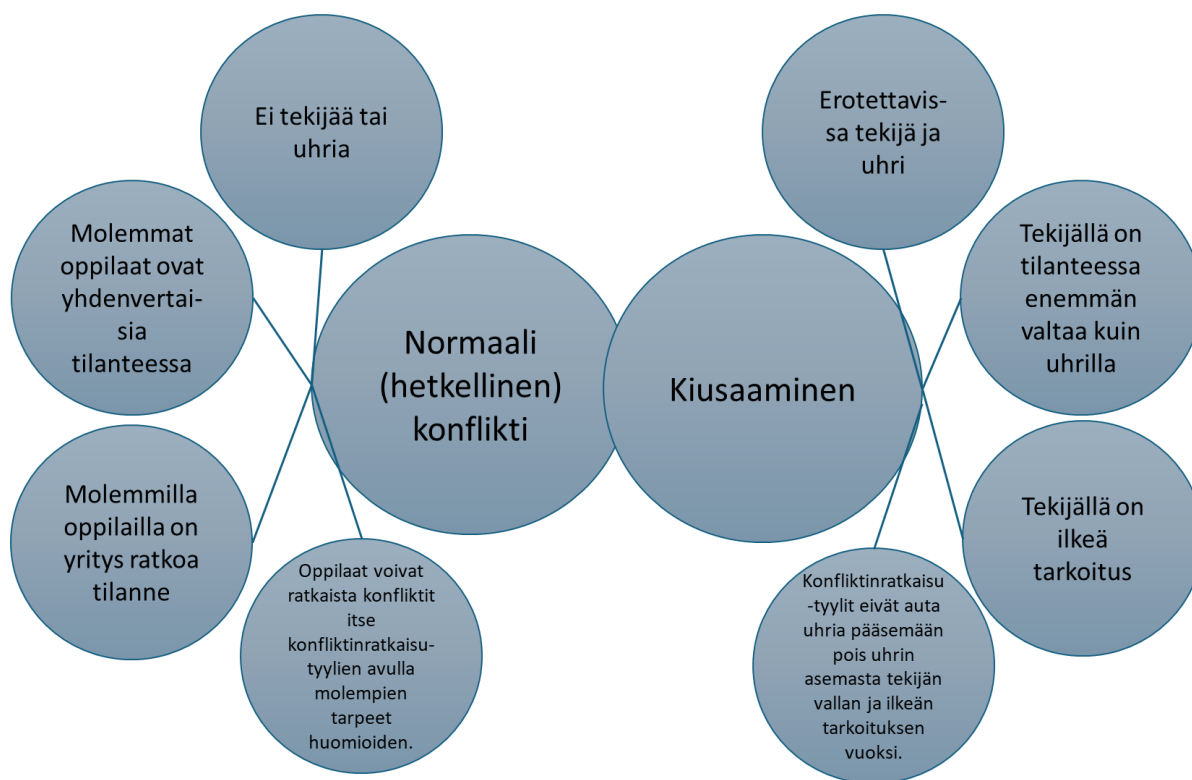 Ei tekijää tai
uhria
Molemmat
oppilaat ovat
yhdenvertai-
sia
tilanteessa
Molemmilla
oppilailla on
yritys ratkoa
tilanne
Oppilaat voivat
ratkaista konfliktit
itse
konfliktinratkaisu-
tyylien avulla
molempien
tarpeet
huomioiden.
Normaali
(hetkellinen)
konflikti
Kiusaaminen
Erotettavis-
sa tekijä ja
uhri
Tekijällä on
tilanteessa
enemmän
valtaa kuin
uhrilla
Tekijällä on
ilkeä
tarkoitus
Konfliktinratkaisu
-tyylit eivät auta
uhria pääsemään
pois uhrin
asemasta tekijän
vallan ja ilkeän
tarkoituksen
vuoksi.